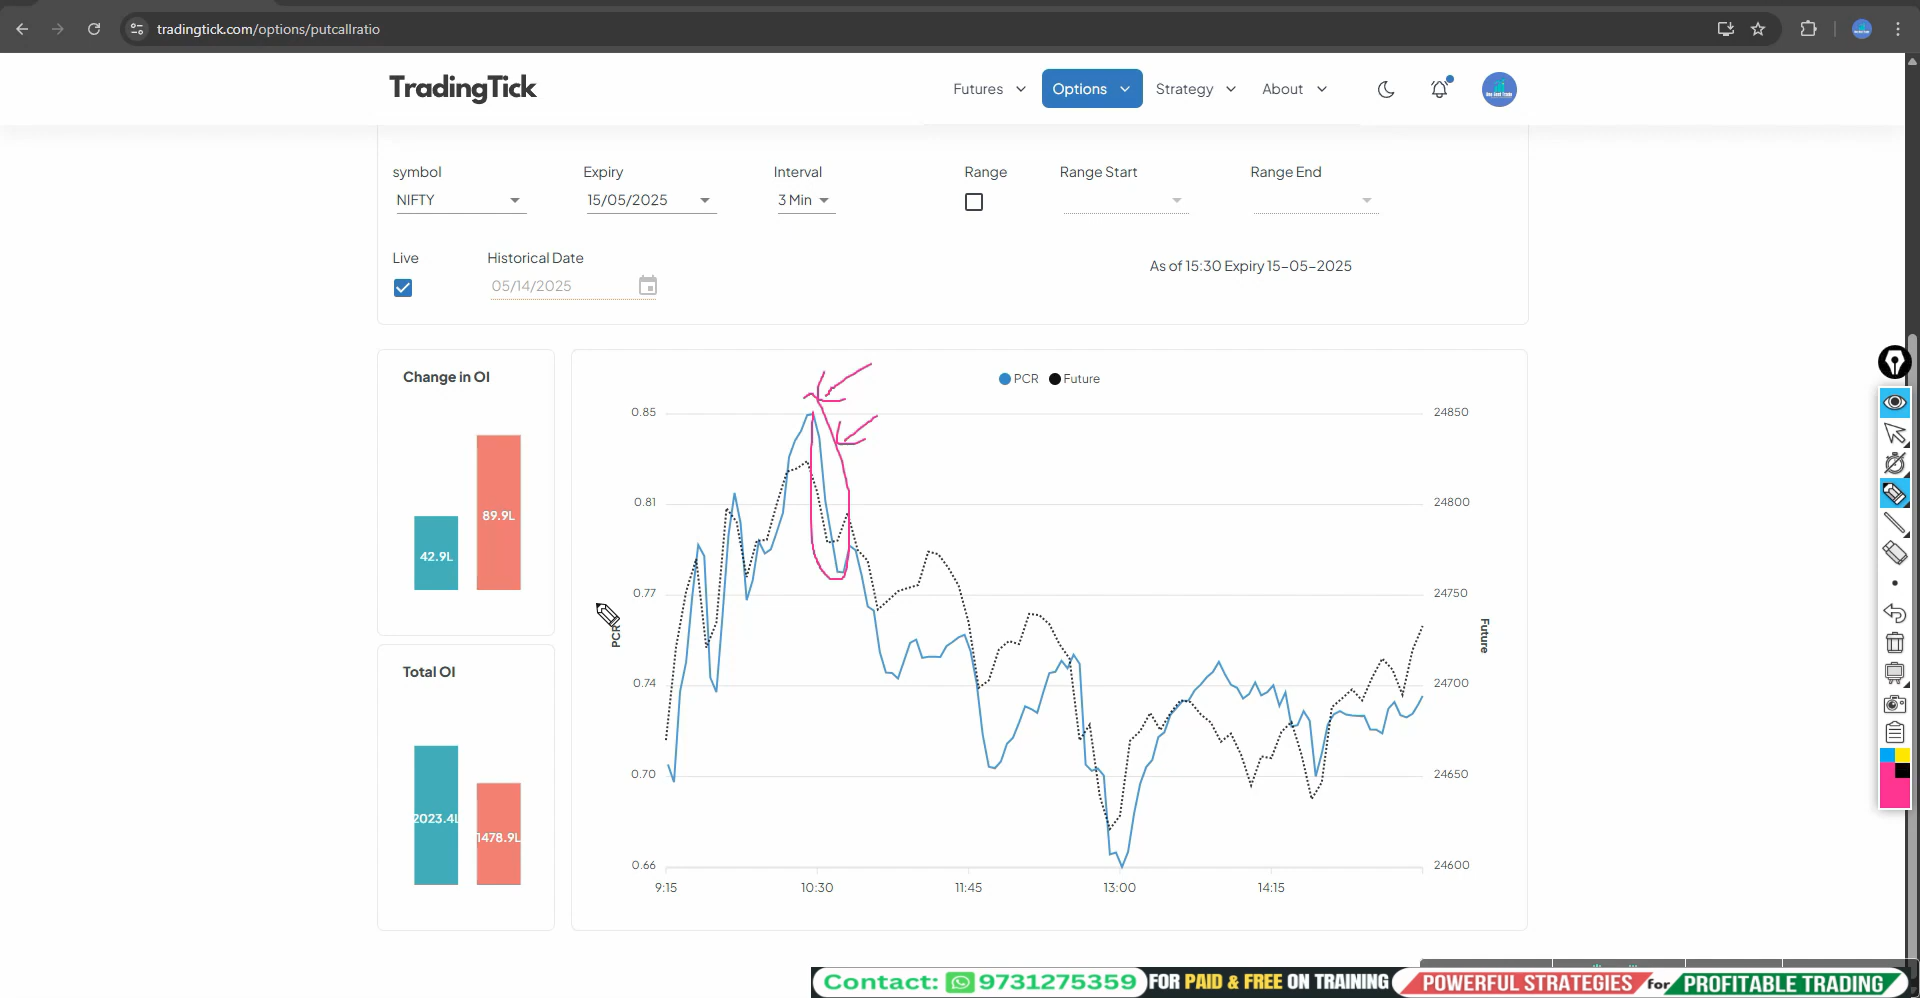 tradingtick.com/options/putcallratio
TradingTick
Futures Options Strategy About
symbol Expiry Interval Range Range Start Range End
NIFTY 15/05/2025 3 Min
Live Historical Date
05/14/2025
As of 15:30 Expiry 15-05-2025
Change in OI
42.9L
89.9L
Total OI
2023.4L
1478.9L
PCR Future
0.85 24850
0.81 24800
0.77 24750
PCR
Future
0.74 24700
0.70 24650
0.66 24600
9:15 10:30 11:45 13:00 14:15
Contact: 9731275359 FOR PAID & FREE ON TRAINING POWERFUL STRATEGIES for PROFITABLE TRADING